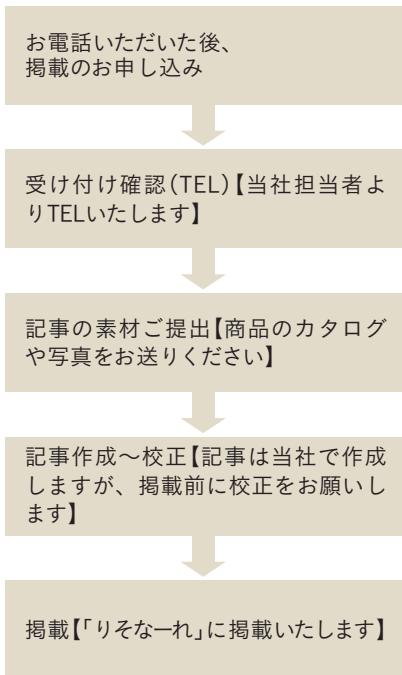 お電話いただいた後、
掲載のお申し込み
受け付け確認(TEL)【当社担当者よ
りTELいたします】
記事の素材ご提出【商品のカタログ
や写真をお送りください】
記事作成～校正【記事は当社で作成
しますが、掲載前に校正をお願いし
ます】
掲載【「りそなーれ」に掲載いたします】